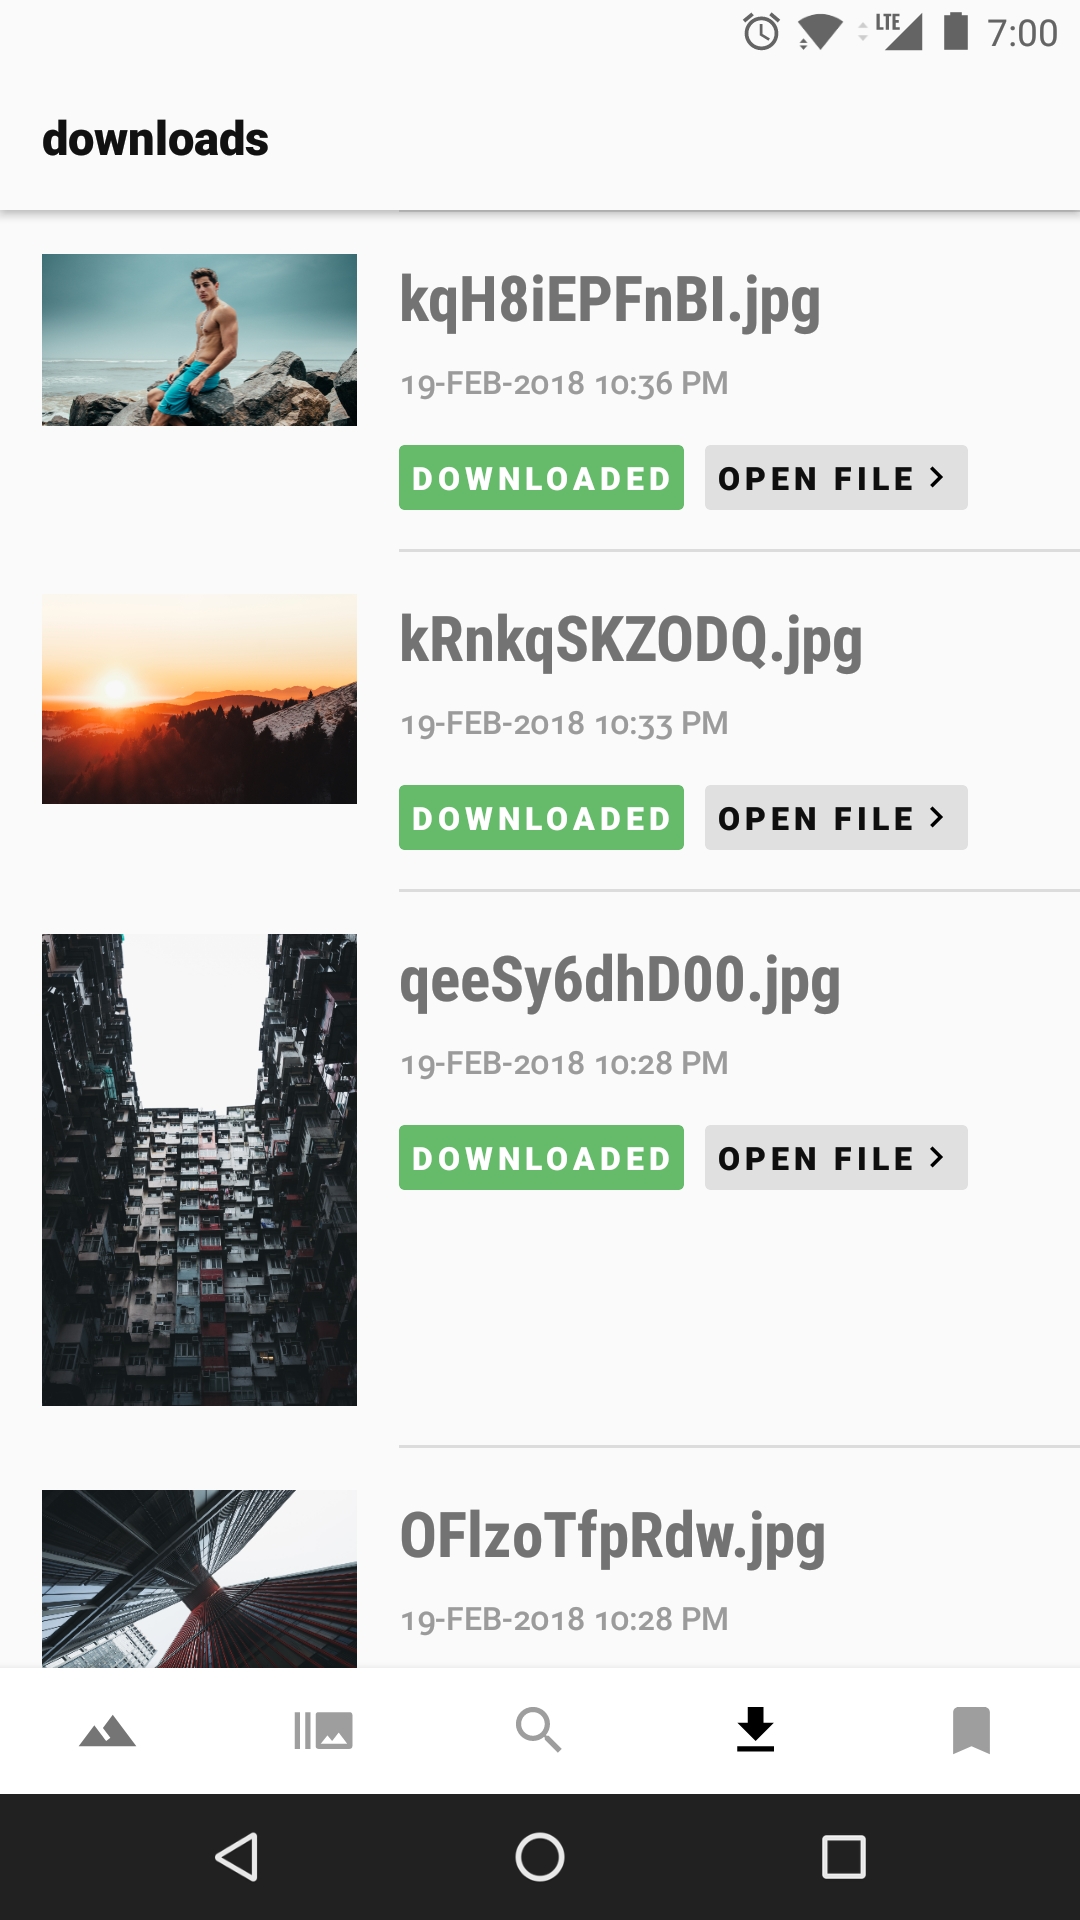 LTE 7:00
downloads
kqH8iEPFnBI.jpg
19-FEB-2018 10:36 PM
DOWNLOADED OPEN FILE >
kRnkqSKZODQ.jpg
19-FEB-2018 10:33 PM
DOWNLOADED OPEN FILE >
qeeSy6dhD00.jpg
19-FEB-2018 10:28 PM
DOWNLOADED OPEN FILE >
OFlzoTfpRdw.jpg
19-FEB-2018 10:28 PM